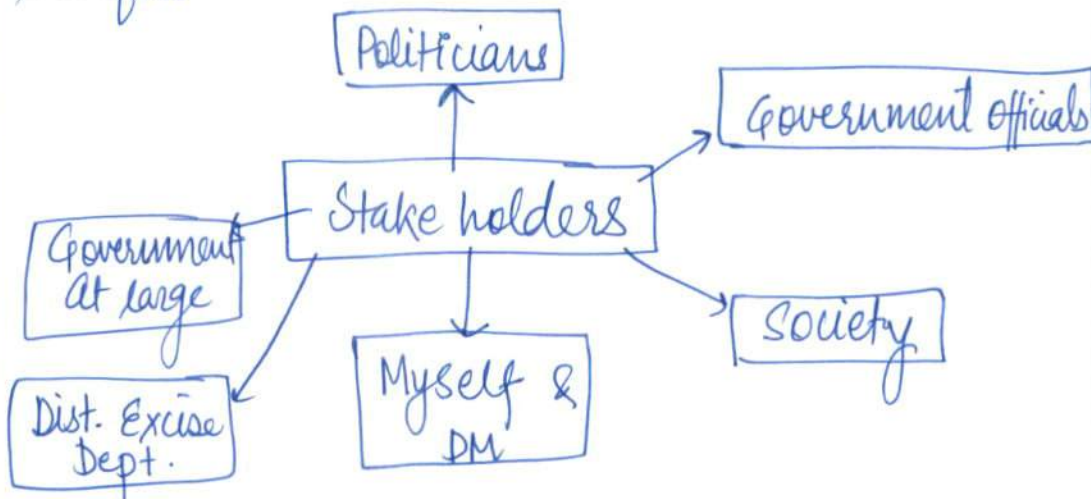 Politicians
Government officials
Stake holders
Government
At large
Society
Myself &
DM
Dist. Excise
Dept.